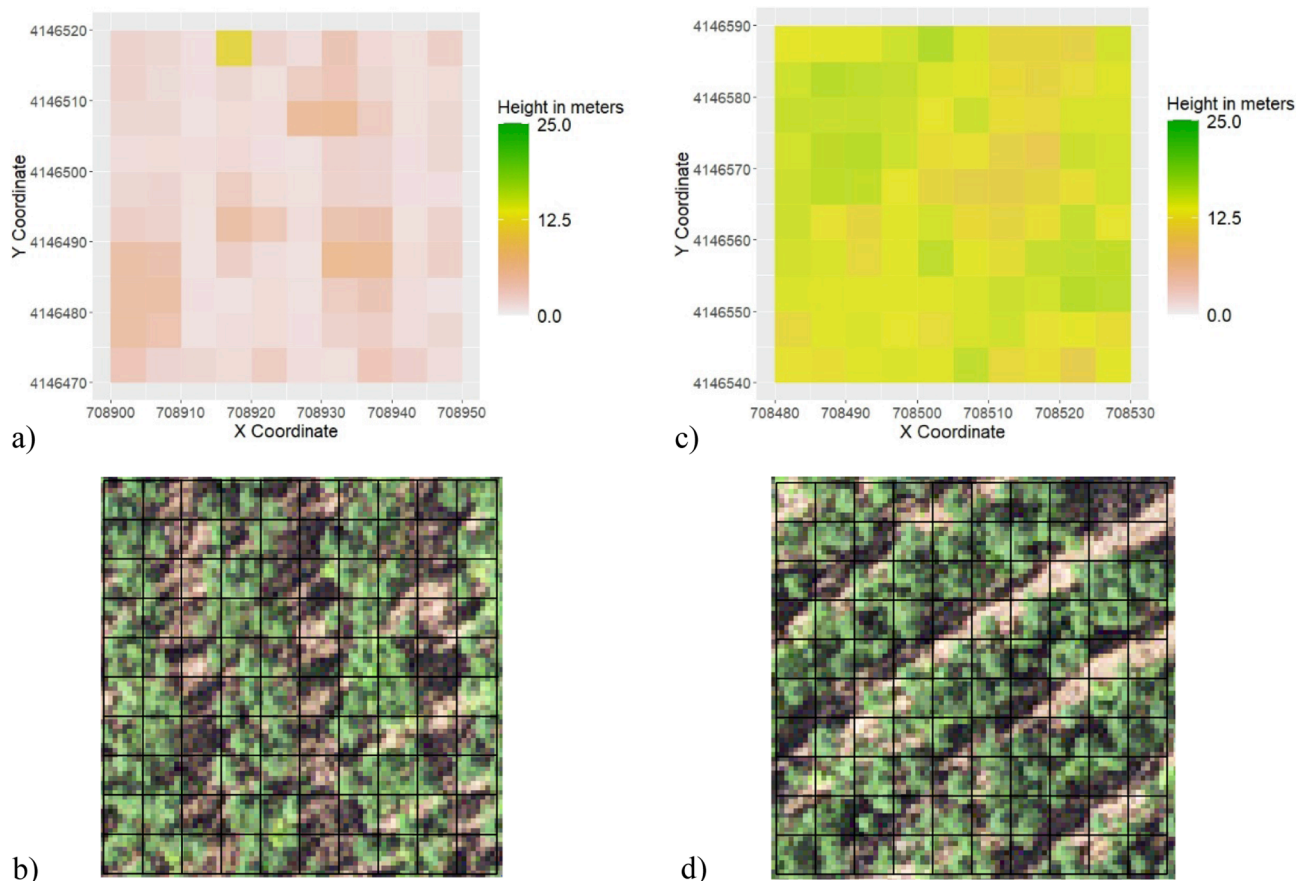 4146520
4146510
4146500
4146490
4146480
4146470
Y Coordinate
708900 708910 708920 708930 708940 708950
X Coordinate
Height in meters
25.0
12.5
0.0
a)
4146590
4146580
4146570
4146560
4146550
4146540
Y Coordinate
708480 708490 708500 708510 708520 708530
X Coordinate
Height in meters
25.0
12.5
0.0
c)
b)
d)